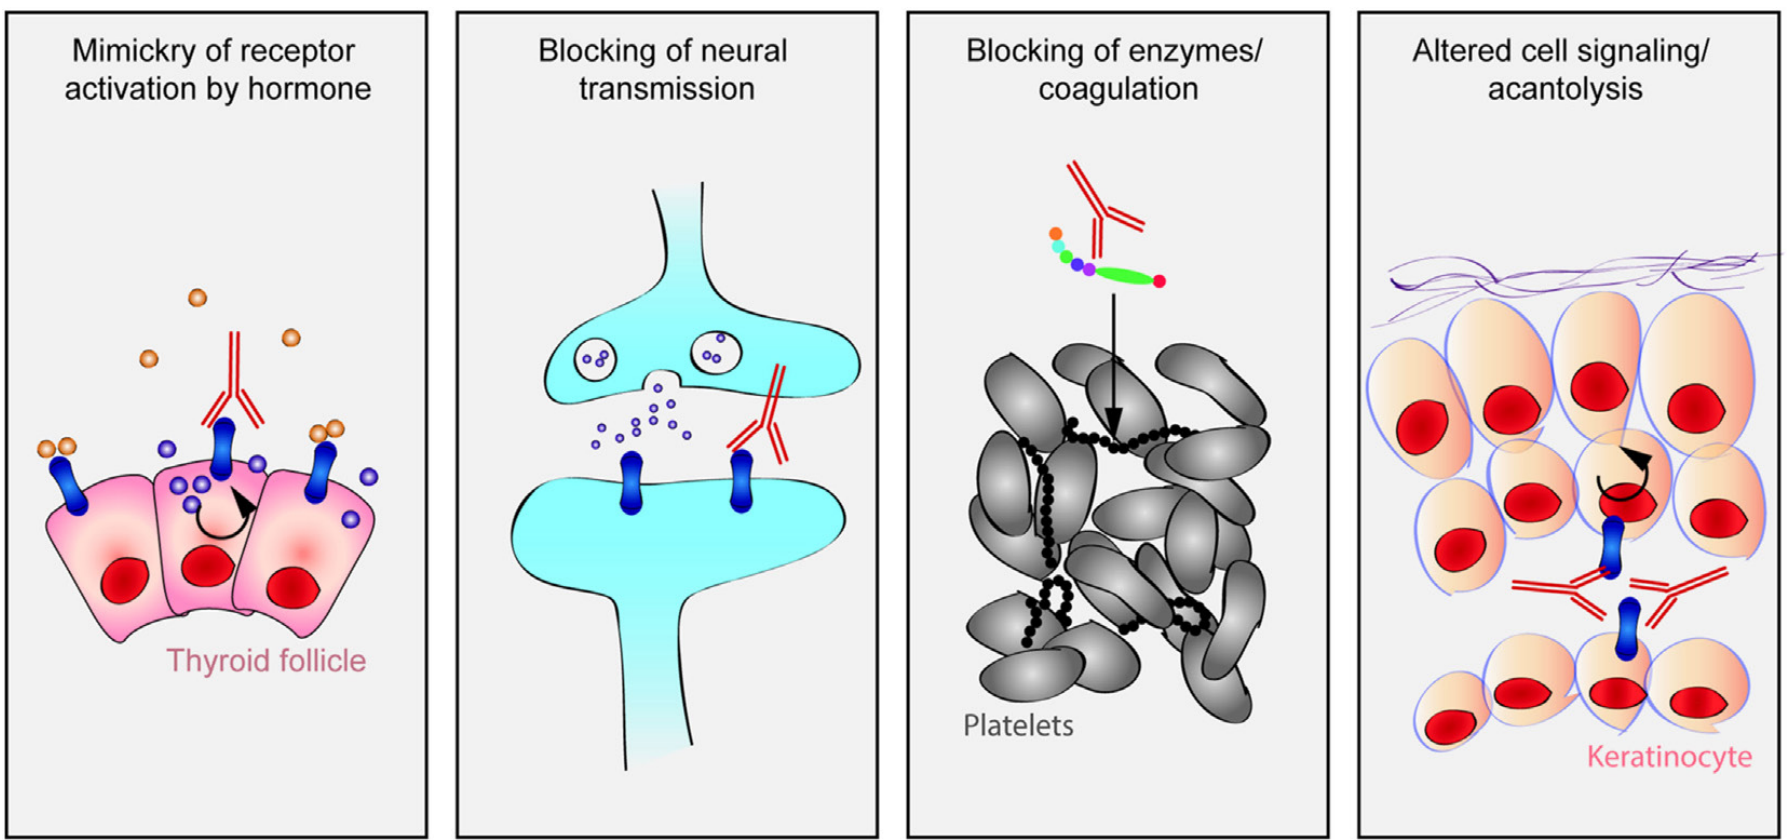 Mimickry of receptor
activation by hormone
Thyroid follicle
Blocking of neural
transmission
Blocking of enzymes/
coagulation
Platelets
Altered cell signaling/
acantolysis
Keratinocyte